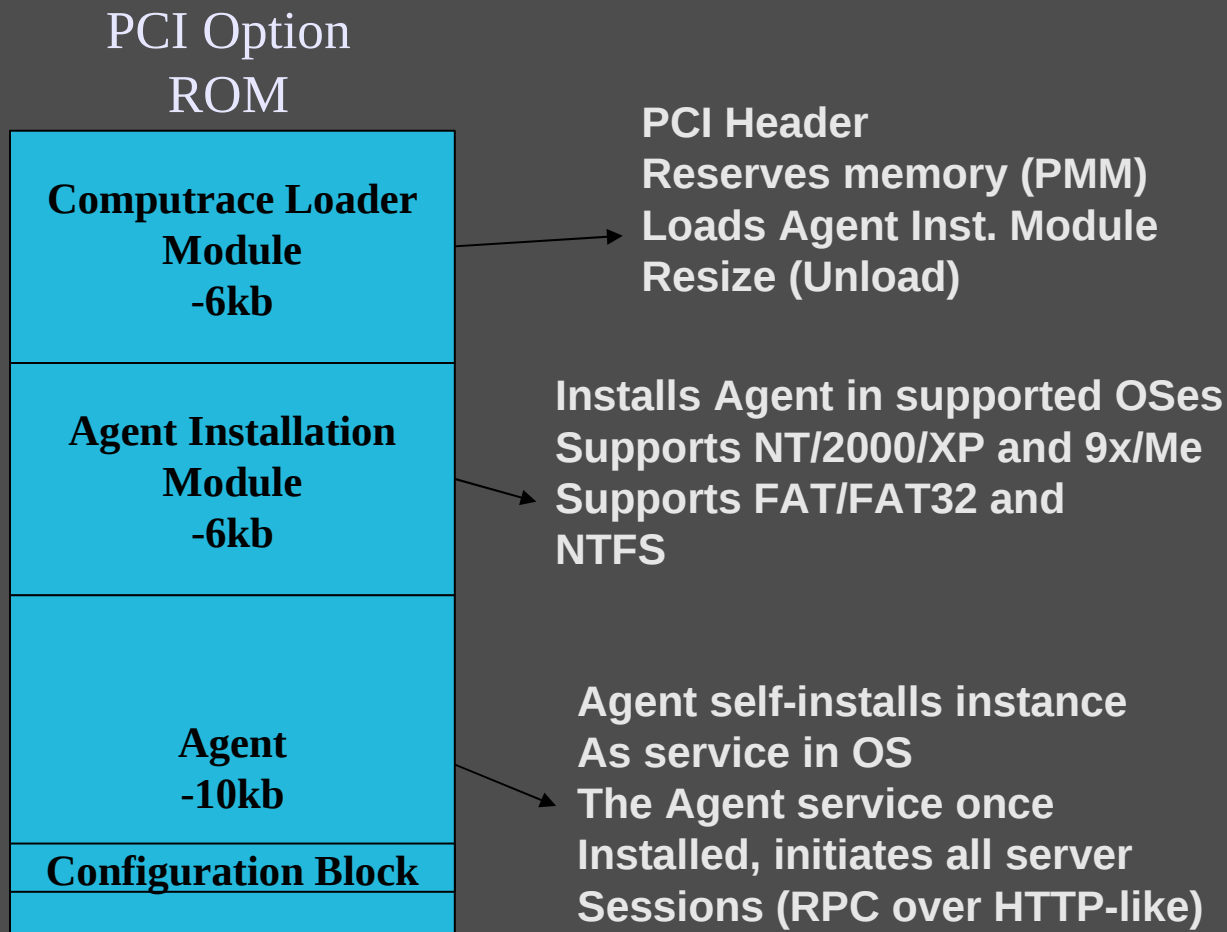 PCI Option
ROM
Computrace Loader
Module
-6kb
PCI Header
Reserves memory (PMM)
Loads Agent Inst. Module
Resize (Unload)
Agent Installation
Module
-6kb
Installs Agent in supported OSes
Supports NT/2000/XP and 9x/Me
Supports FAT/FAT32 and
NTFS
Agent
-10kb
Agent self-installs instance
As service in OS
The Agent service once
Installed, initiates all server
Sessions (RPC over HTTP-like)
Configuration Block